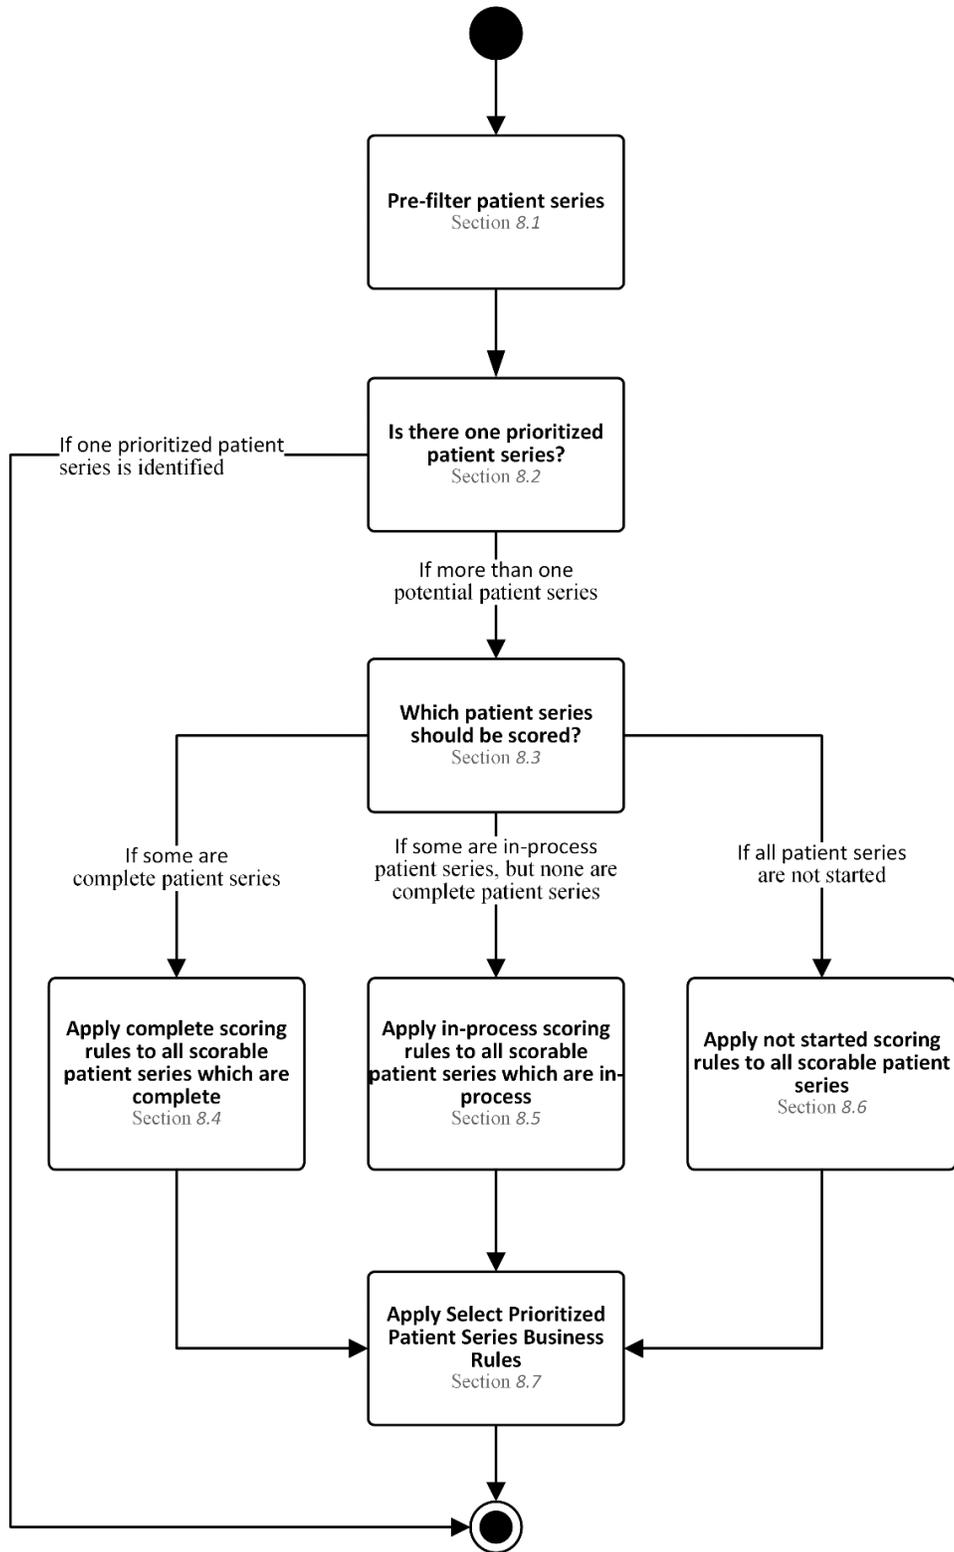 Pre-filter patient series
Section 8.1
Is there one prioritized
patient series?
Section 8.2
If one prioritized patient
series is identified
If more than one
potential patient series
Which patient series
should be scored?
Section 8.3
If some are
complete patient series
If some are in-process
patient series, but none are
complete patient series
If all patient series
are not started
Apply complete scoring
rules to all scorable
patient series which are
complete
Section 8.4
Apply in-process scoring
rules to all scorable
patient series which are in-
process
Section 8.5
Apply not started scoring
rules to all scorable patient
series
Section 8.6
Apply Select Prioritized
Patient Series Business
Rules
Section 8.7